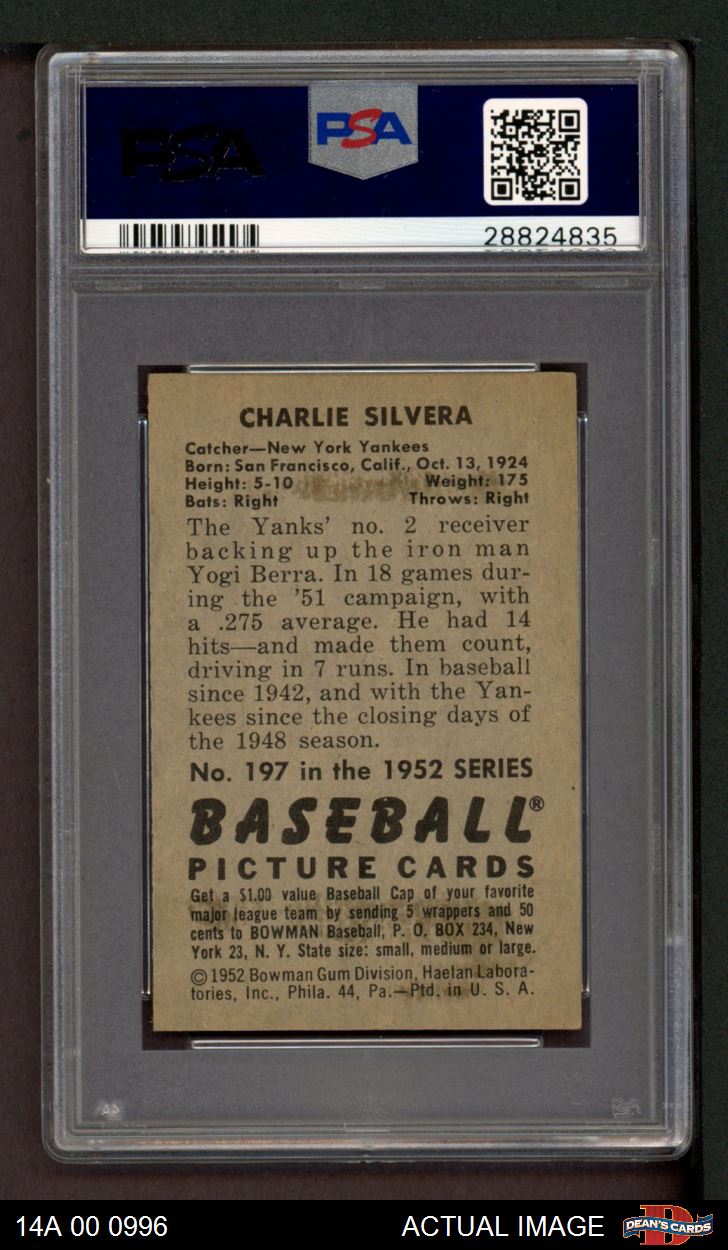 PSA
PSA
28824835
CHARLIE SILVERA
Catcher—New York Yankees
Born: San Francisco, Calif., Oct. 13, 1924
Height: 5-10 Weight: 175
Bats: Right Throws: Right
The Yanks' no. 2 receiver
backing up the iron man
Yogi Berra. In 18 games dur-
ing the '51 campaign, with
a .275 average. He had 14
hits—and made them count,
driving in 7 runs. In baseball
since 1942, and with the Yan-
kees since the closing days of
the 1948 season.
No. 197 in the 1952 SERIES
BASEBALL®
PICTURE CARDS
Get a $1.00 value Baseball Cap of your favorite
major league team by sending 5 wrappers and 50
cents to BOWMAN Baseball, P. O. BOX 234, New
York 23, N. Y. State size: small, medium or large.
©1952 Bowman Gum Division, Haelan Labora-
tories, Inc., Phila. 44, Pa.—Ptd. in U. S. A.
14A 00 0996 ACTUAL IMAGE DEAN'S CARDS